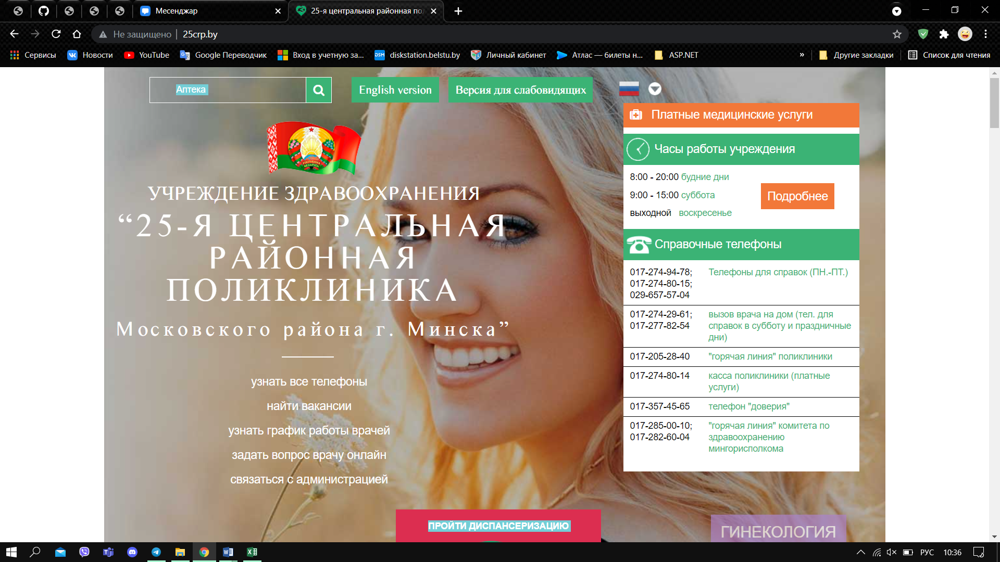 Месенджар
25-я центральная районная пол
Не защищено
25crp.by
Сервисы
Новости
YouTube
Google Переводчик
Вход в учетную за...
diskstation.belstu.by
Личный кабинет
Атлас — билеты н...
ASP.NET
»
Другие закладки
Список для чтения
Аптека
English version
Версия для слабовидящих
УЧРЕЖДЕНИЕ ЗДРАВООХРАНЕНИЯ
“25-Я ЦЕНТРАЛЬНАЯ
РАЙОННАЯ
ПОЛИКЛИНИКА
Московского района г. Минска”
узнать все телефоны
найти вакансии
узнать график работы врачей
задать вопрос врачу онлайн
связаться с администрацией
ПРОЙТИ ДИСПАНСЕРИЗАЦИЮ
Платные медицинские услуги
Часы работы учреждения
8:00 - 20:00 будние дни
9:00 - 15:00 суббота
выходной воскресенье
Подробнее
Справочные телефоны
017-274-94-78; Телефоны для справок (ПН.-ПТ.)
017-274-80-15;
029-657-57-04
017-274-29-61; вызов врача на дом (тел. для
017-277-82-54 справок в субботу и праздничные
дни)
017-205-28-40 "горячая линия" поликлиники
017-274-80-14 касса поликлиники (платные
услуги)
017-357-45-65 телефон "доверия"
017-285-00-10; "горячая линия" комитета по
017-282-60-04 здравоохранению
мингорисполкома
ГИНЕКОЛОГИЯ
РУС
10:36